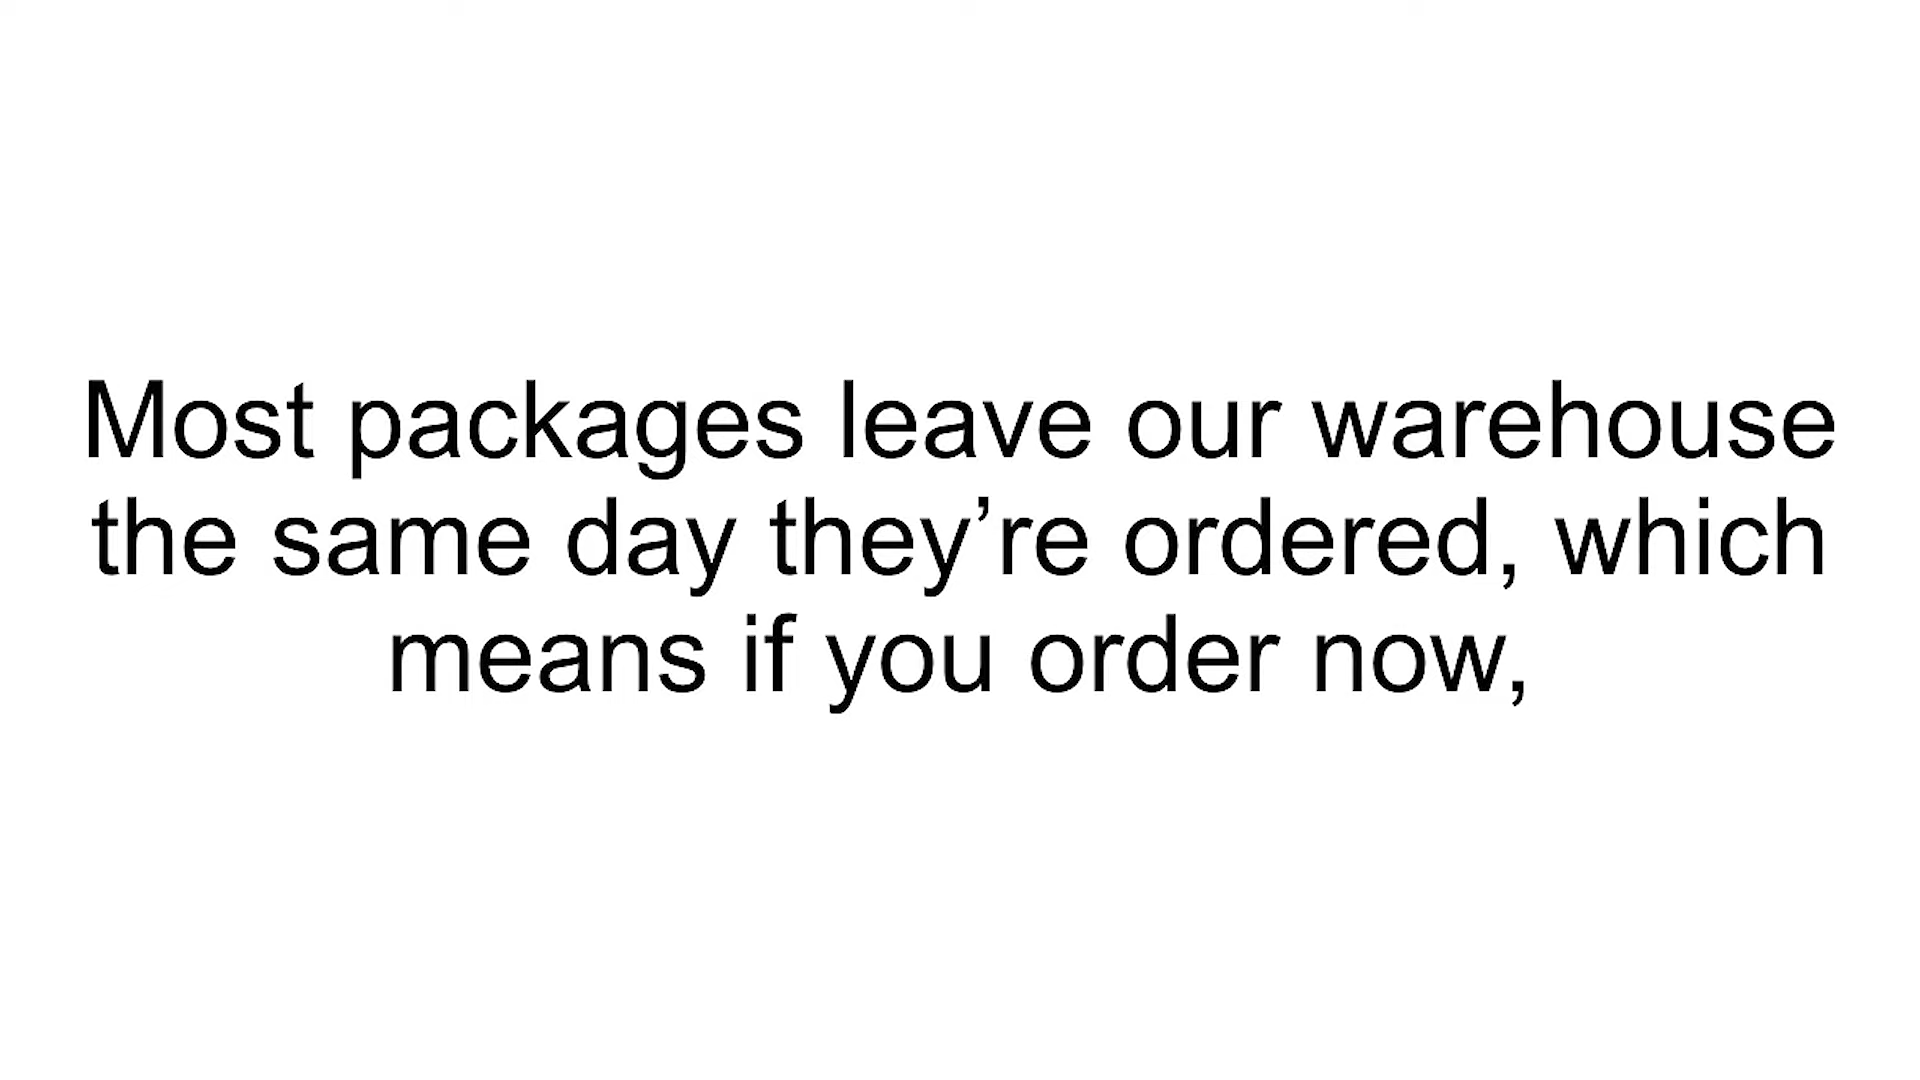 Most packages leave our warehouse
the same day they’re ordered, which
means if you order now,